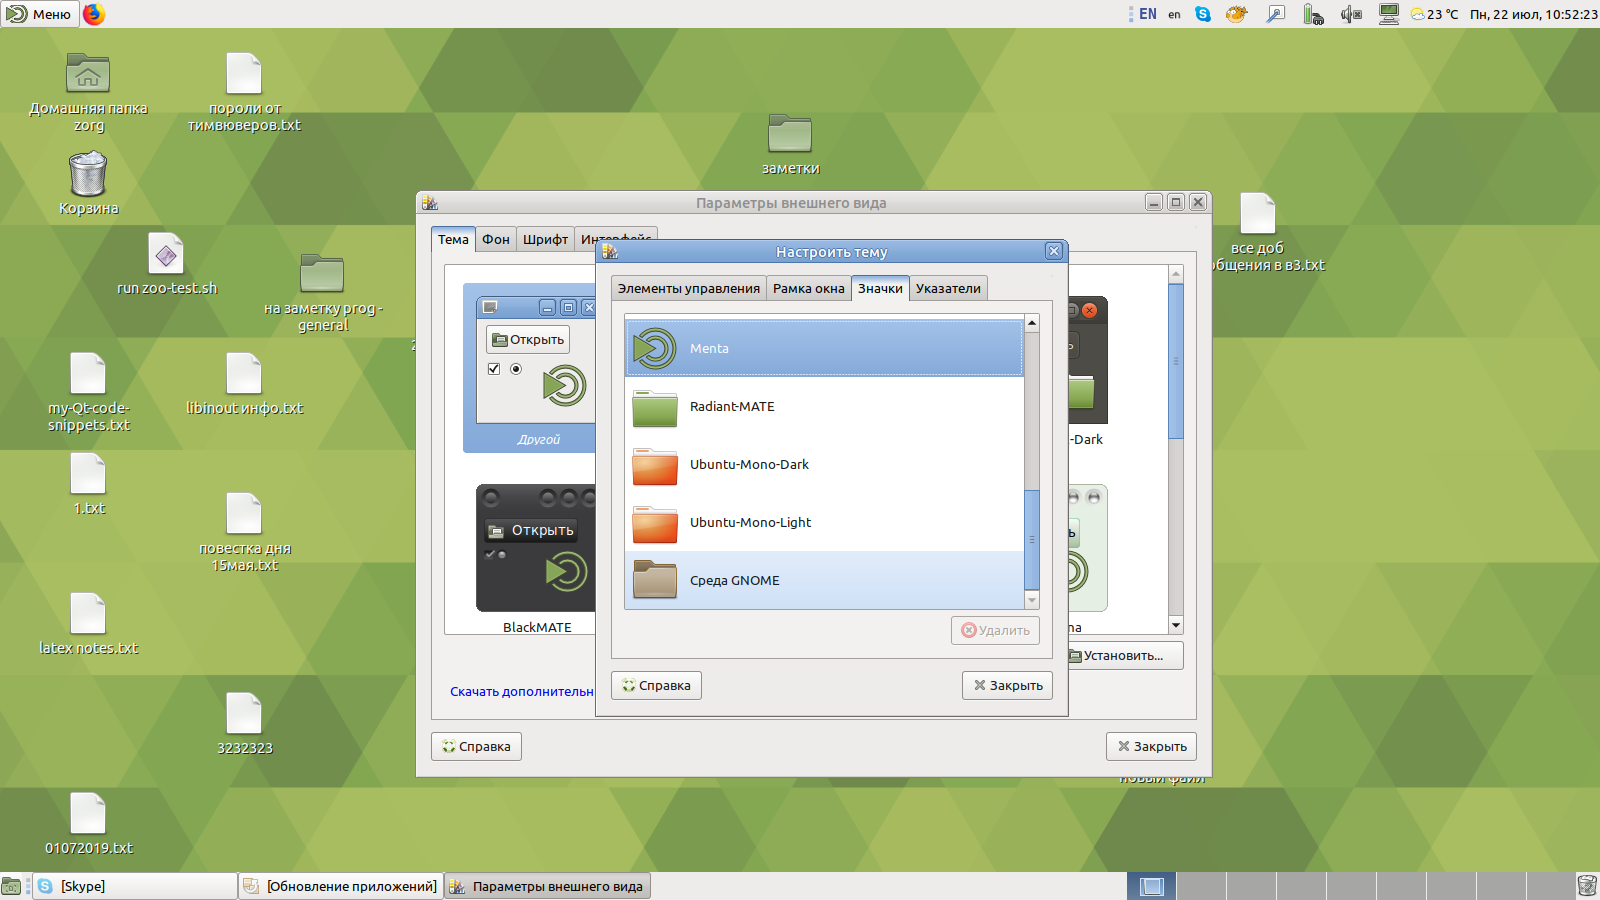 Меню
EN
en
23 °C
Пн, 22 июл, 10:52:23
Домашняя папка
zorg
пороли от
тимвюверов.txt
заметки
Корзина
run zoo-test.sh
на заметку prog -
general
все доб
общения в в3.txt
my-Qt-code-
snippets.txt
libinout инфо.txt
1.txt
повестка дня
15мая.txt
latex notes.txt
3232323
01072019.txt
Параметры внешнего вида
Тема
Фон
Шрифт
Интерфейс
Открыть
Другой
Открыть
BlackMATE
-Dark
na
Скачать дополнительн
Установить...
Справка
Закрыть
Настроить тему
Элементы управления
Рамка окна
Значки
Указатели
Menta
Radiant-MATE
Ubuntu-Mono-Dark
Ubuntu-Mono-Light
Среда GNOME
Удалить
Справка
Закрыть
[Skype]
[Обновление приложений]
Параметры внешнего вида